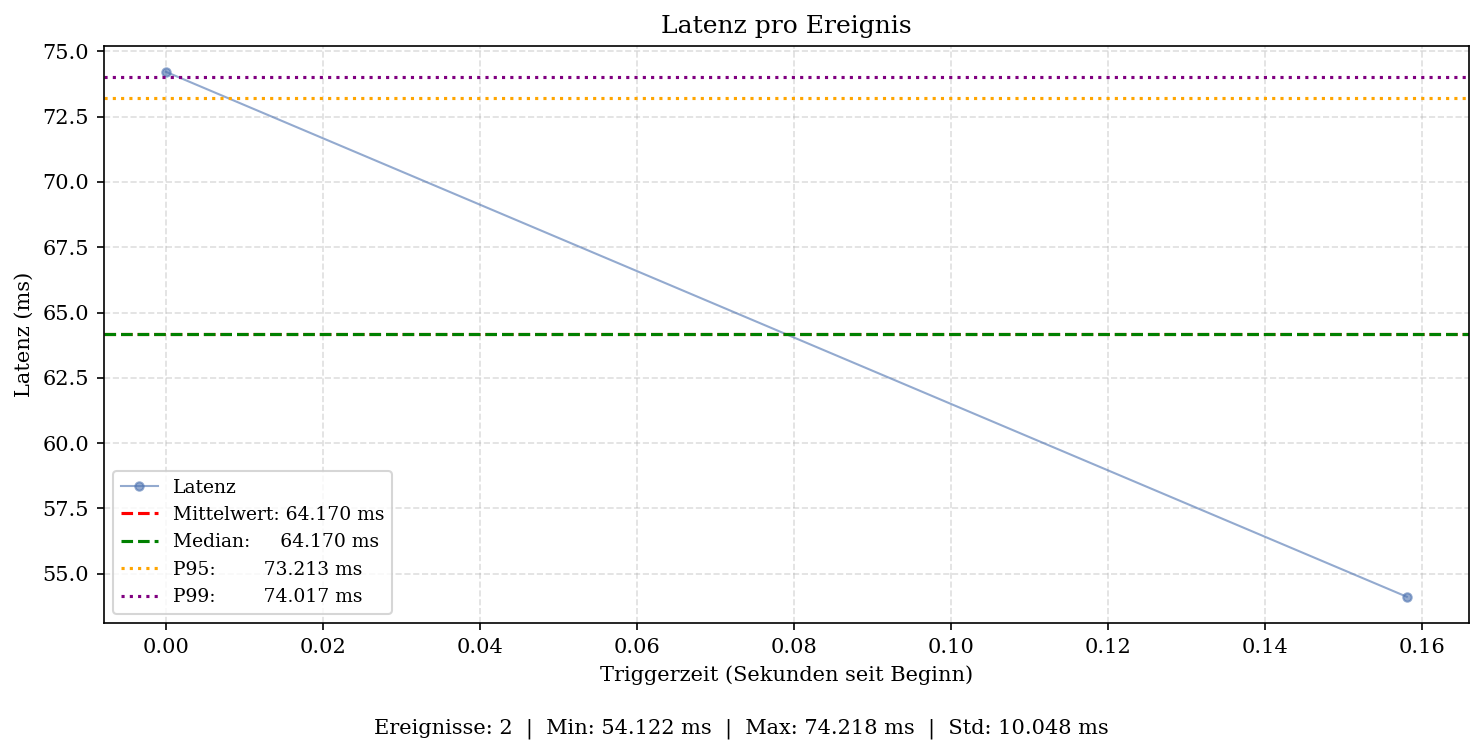 Latenz pro Ereignis
75.0
72.5
70.0
67.5
65.0
62.5
60.0
57.5
55.0
Latenz (ms)
Latenz
Mittelwert: 64.170 ms
Median: 64.170 ms
P95: 73.213 ms
P99: 74.017 ms
0.00 0.02 0.04 0.06 0.08 0.10 0.12 0.14 0.16
Triggerzeit (Sekunden seit Beginn)
Ereignisse: 2 | Min: 54.122 ms | Max: 74.218 ms | Std: 10.048 ms